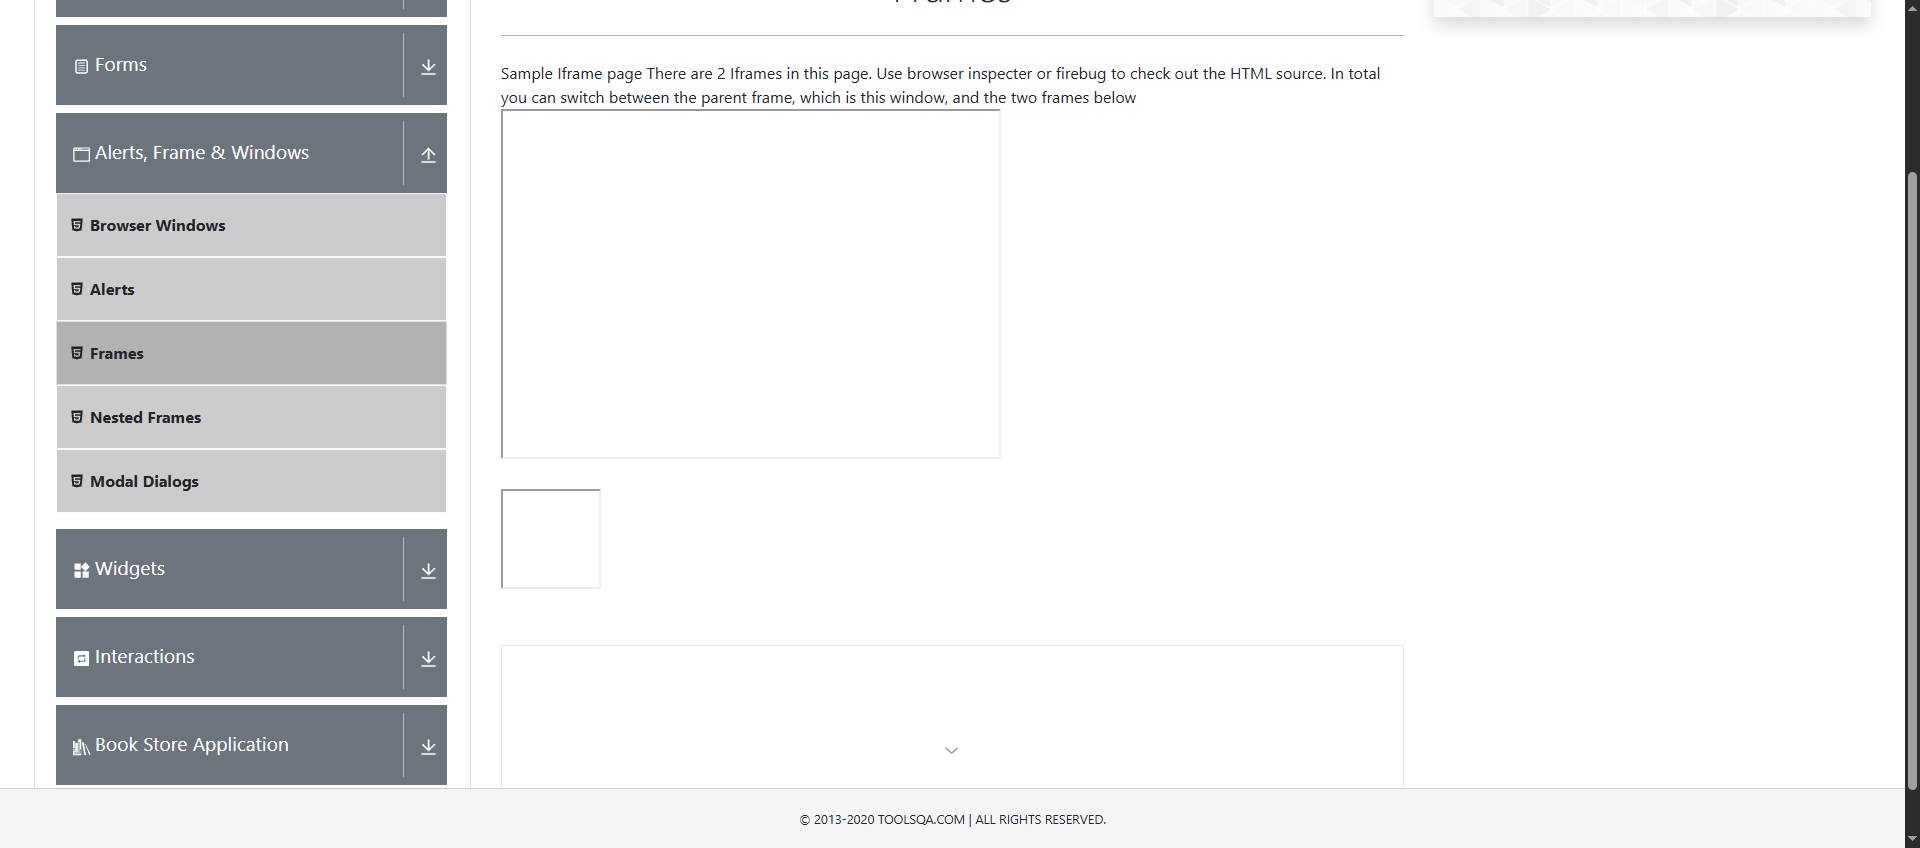 Frames
Forms
Alerts, Frame & Windows
Browser Windows
Alerts
Frames
Nested Frames
Modal Dialogs
Widgets
Interactions
Book Store Application
Sample Iframe page There are 2 Iframes in this page. Use browser inspecter or firebug to check out the HTML source. In total
you can switch between the parent frame, which is this window, and the two frames below
© 2013-2020 TOOLSQA.COM | ALL RIGHTS RESERVED.